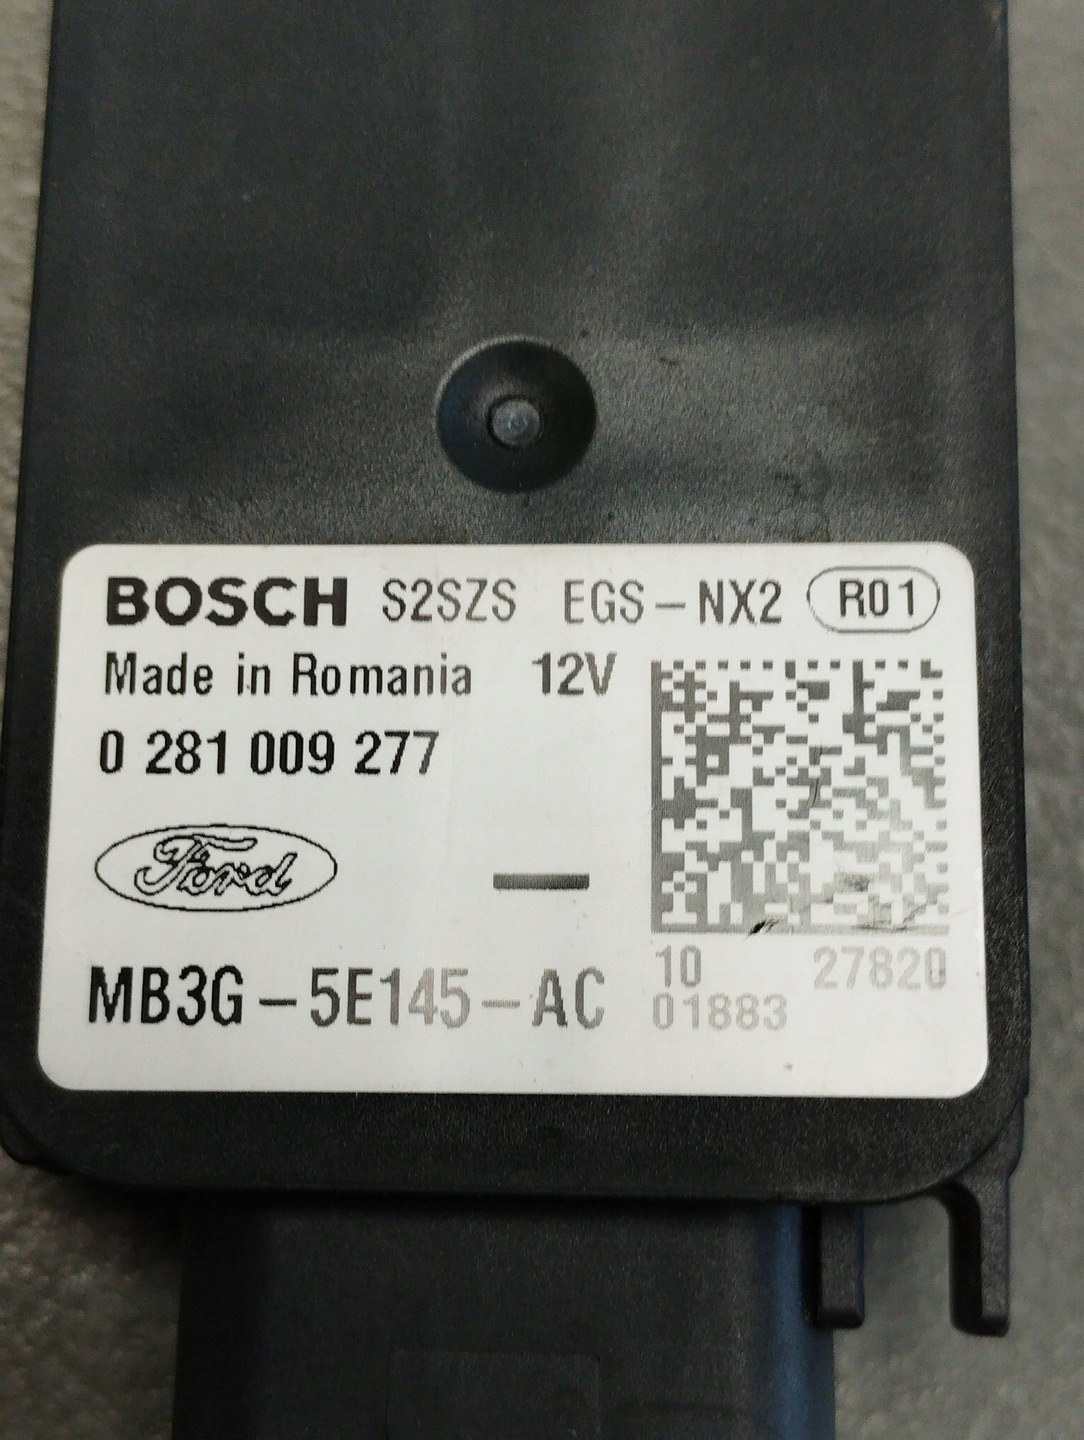 BOSCH S2SZS EGS-NX2 R01
Made in Romania 12V
0 281 009 277
Ford
MB3G-5E145-AC
10 27820
01883